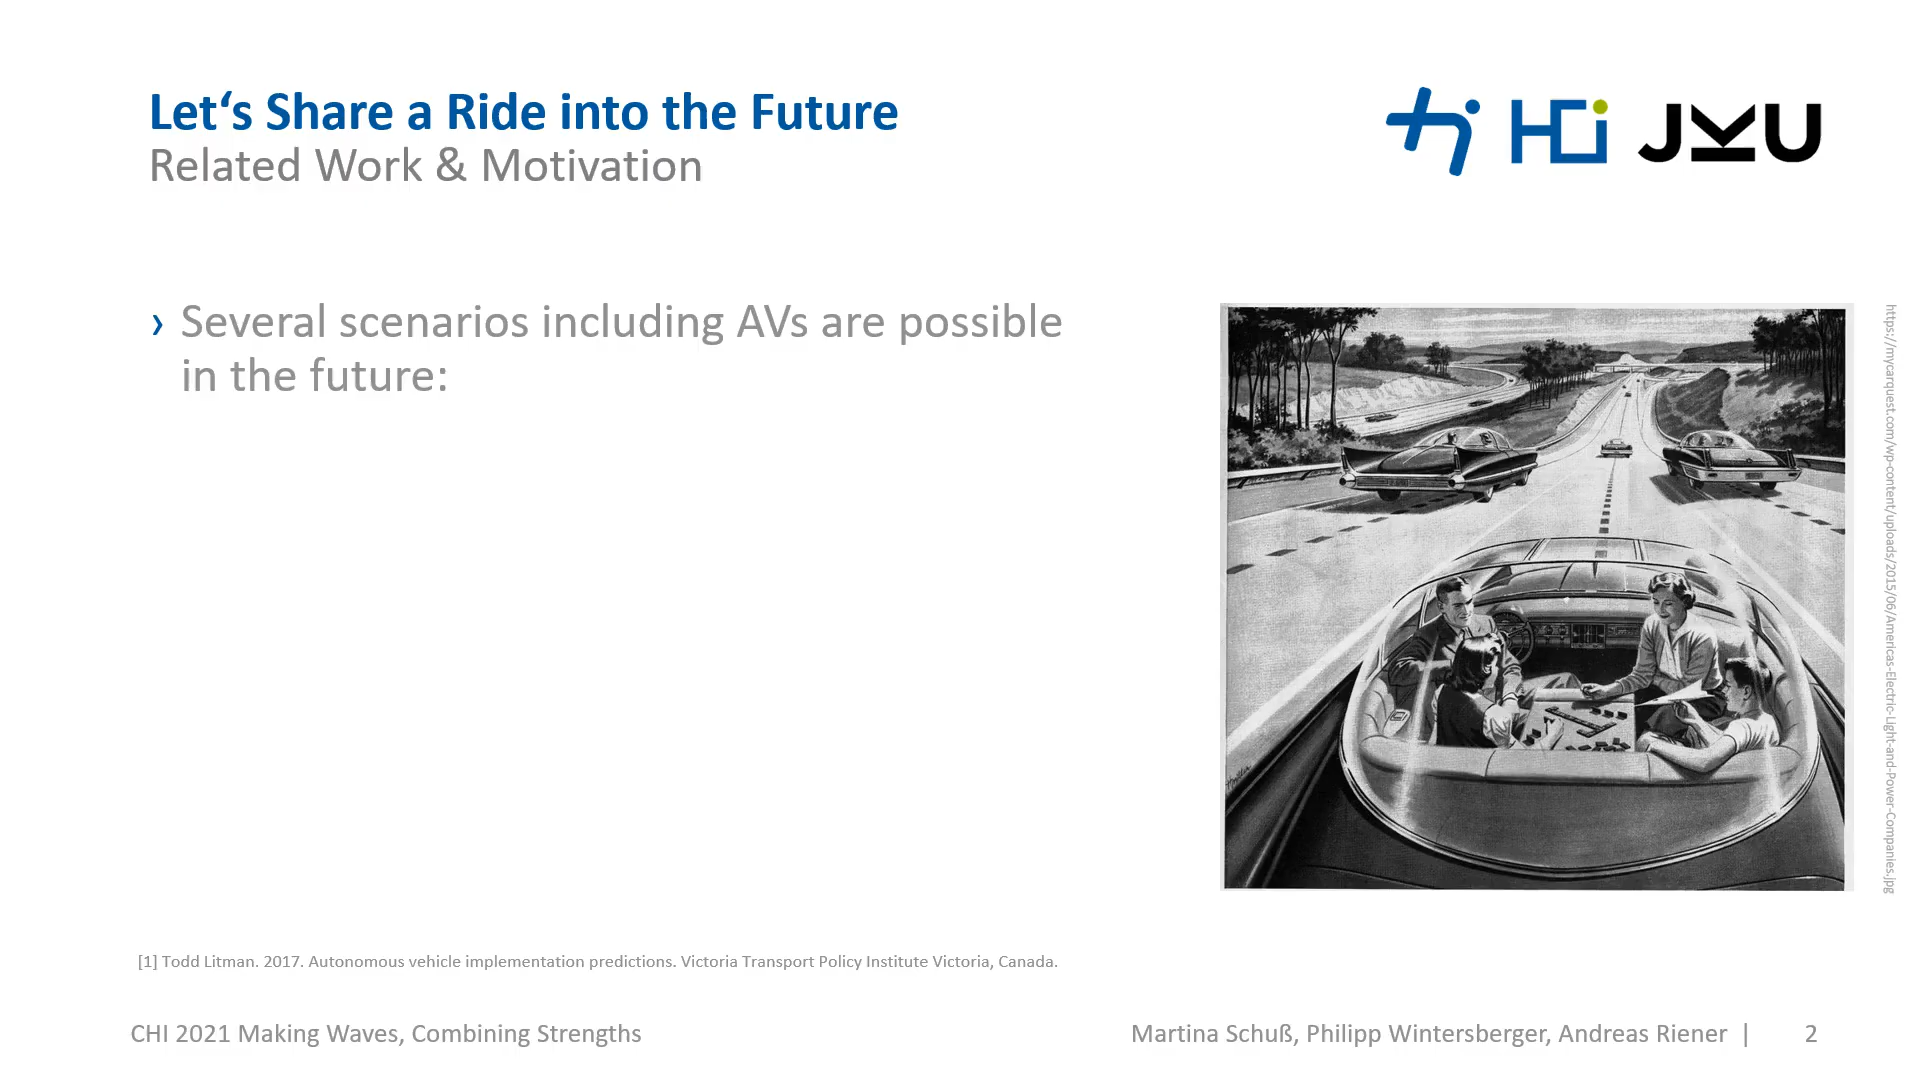 Let‘s Share a Ride into the Future
Related Work & Motivation
HCi JKU
› Several scenarios including AVs are possible
in the future:
https://mycarquest.com/wp-content/uploads/2015/06/Americas-Electric-Light-and-Power-Companies.jpg
[1] Todd Litman. 2017. Autonomous vehicle implementation predictions. Victoria Transport Policy Institute Victoria, Canada.
CHI 2021 Making Waves, Combining Strengths
Martina Schuß, Philipp Wintersberger, Andreas Riener |
2